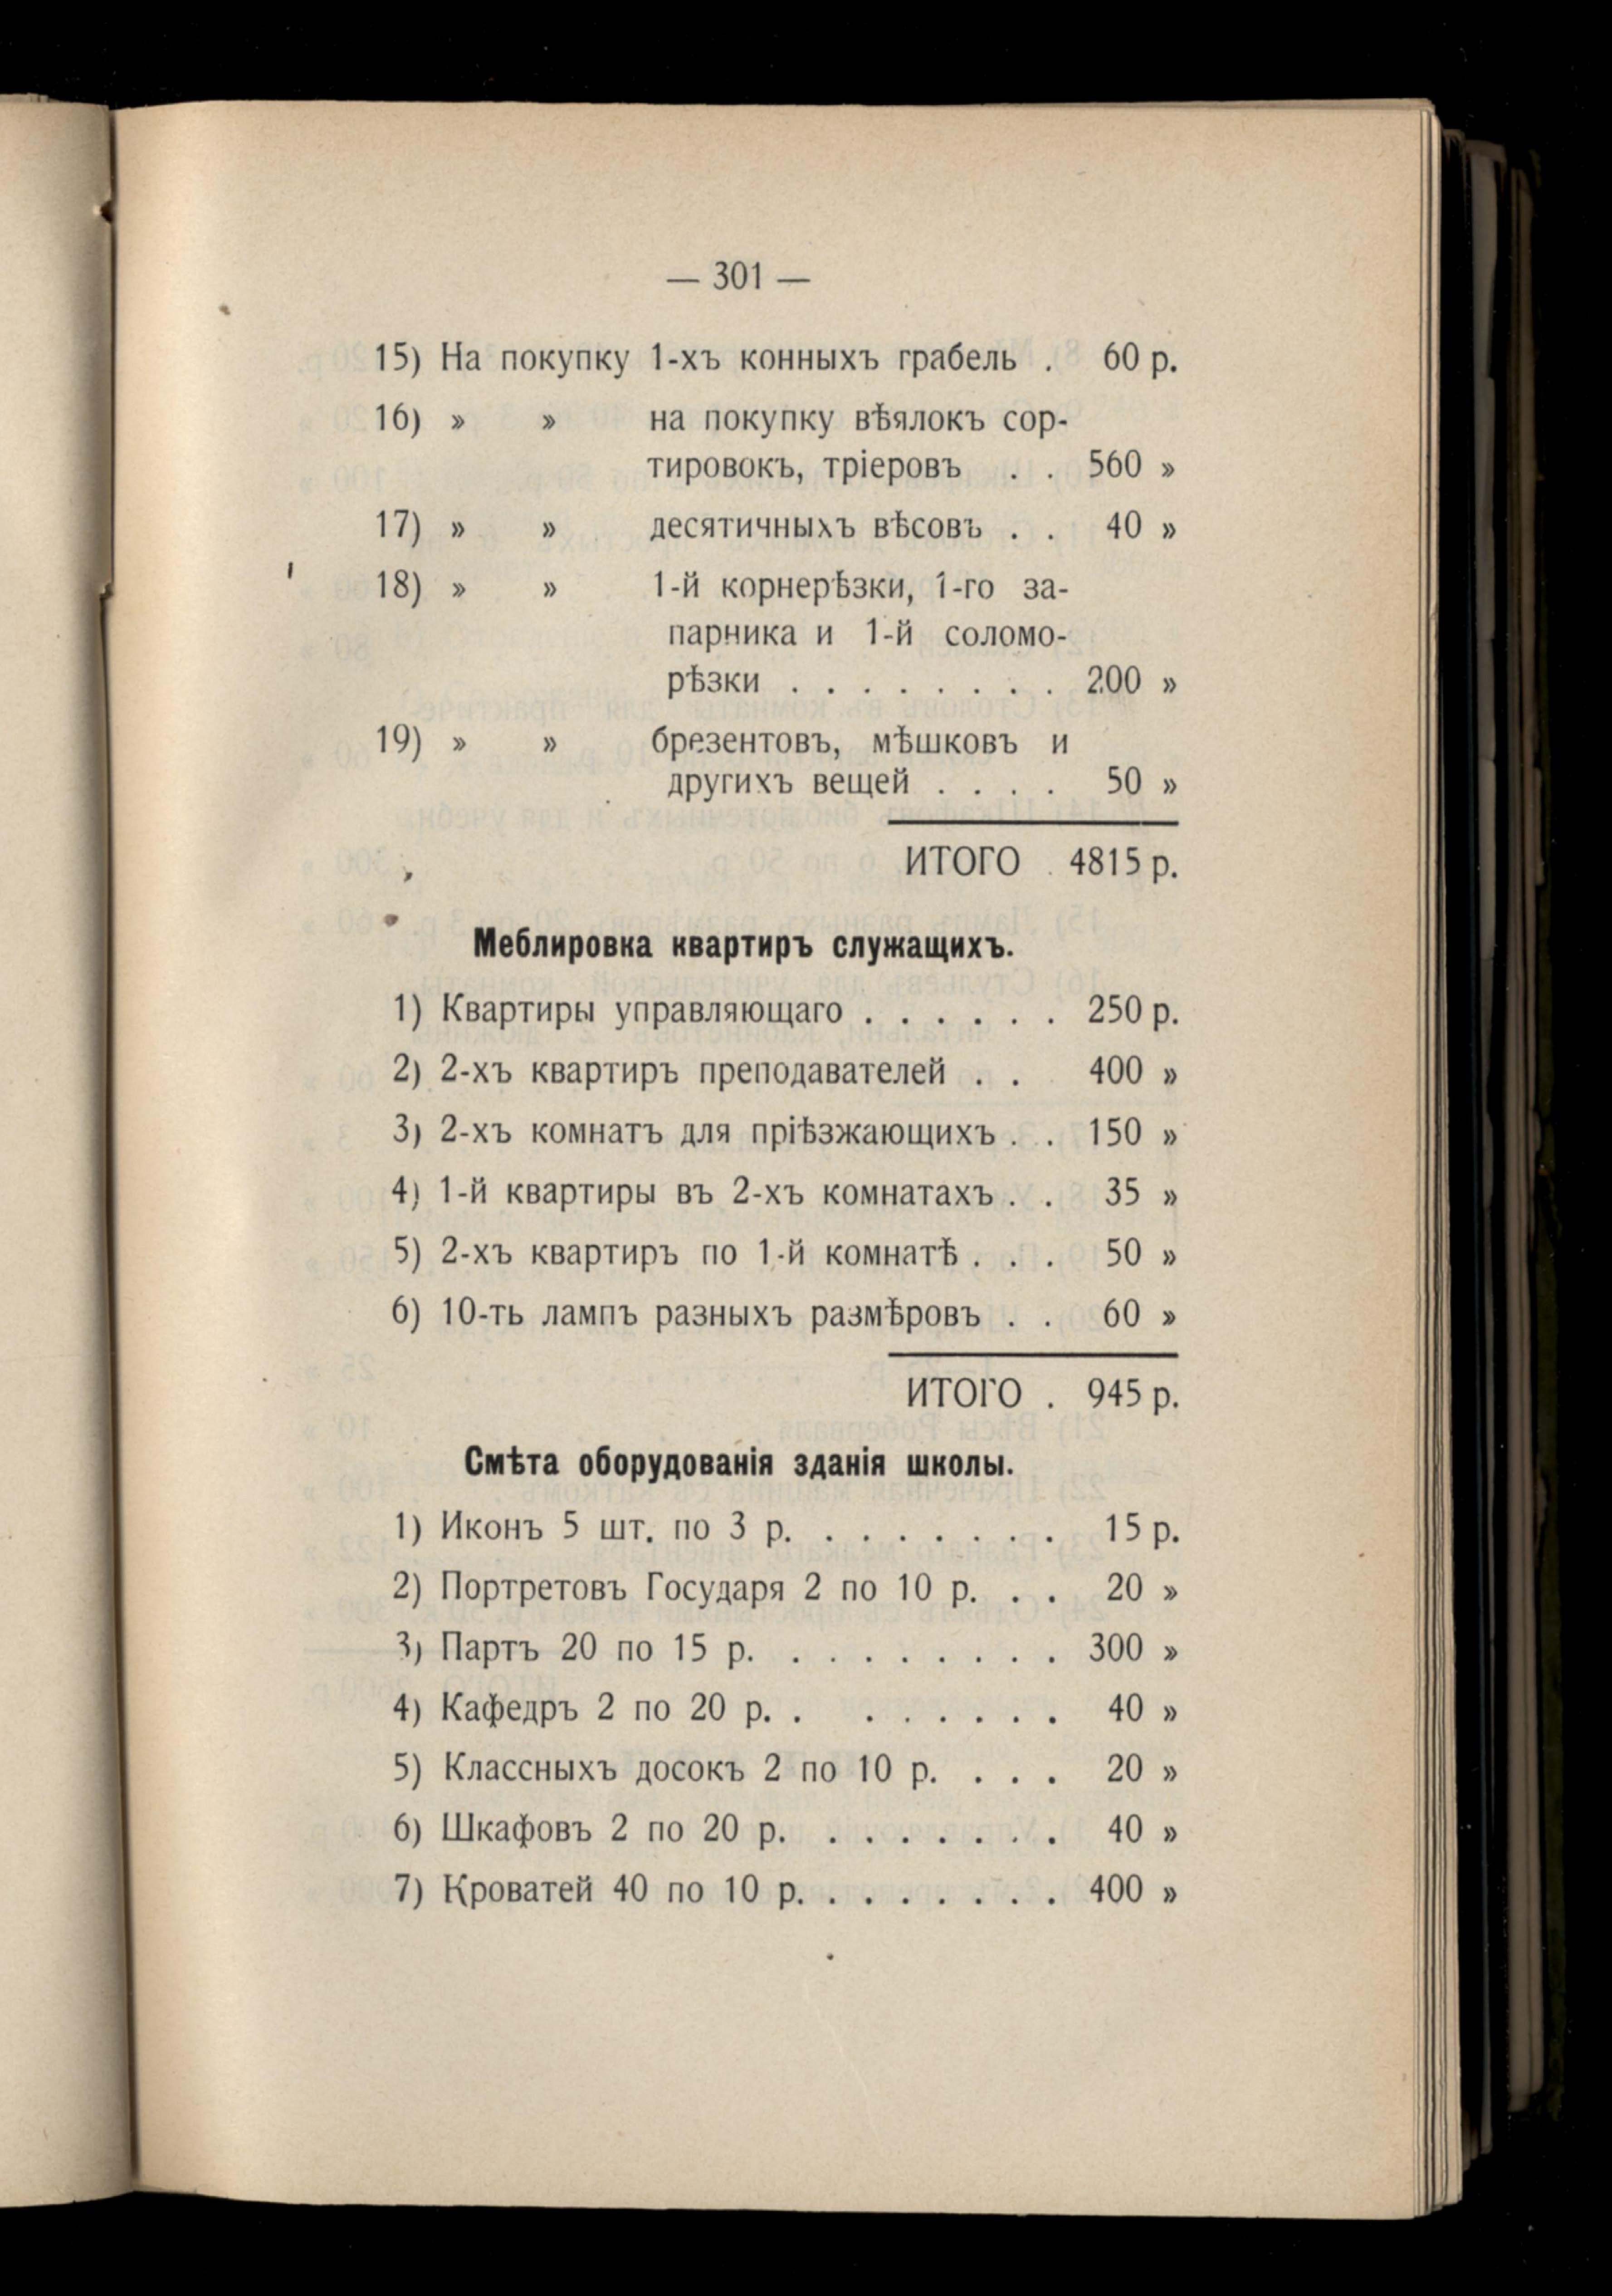 — 301 —
15) На покупку 1-хъ конныхъ грабель . 60 р.
16) » » на покупку вѣялокъ сор-
тировокъ, тріеровъ . . 560 »
17) » » десятичныхъ вѣсовъ . . 40 »
18) » » 1-й корнерѣзки, 1-го за-
парника и 1-й соломо-
рѣзки . . . . . . . . 200 »
19) » » брезентовъ, мѣшковъ и
другихъ вещей . . . . 50 »
ИТОГО . 4815 р.
Меблировка квартиръ служащихъ.
1) Квартиры управляющаго . . . . . . 250 р.
2) 2-хъ квартиръ преподавателей . . 400 »
3) 2-хъ комнатъ для пріѣзжающихъ . . 150 »
4) 1-й квартиры въ 2-хъ комнатахъ . . 35 »
5) 2-хъ квартиръ по 1-й комнатѣ . . . 50 »
6) 10-ть лампъ разныхъ размѣровъ . . 60 »
ИТОГО . 945 р.
Смѣта оборудованія зданія школы.
1) Иконъ 5 шт. по 3 р. . . . . . . . 15 р.
2) Портретовъ Государя 2 по 10 р. . . 20 »
3) Партъ 20 по 15 р. . . . . . . . . 300 »
4) Кафедръ 2 по 20 р. . . . . . . . 40 »
5) Классныхъ досокъ 2 по 10 р. . . . 20 »
6) Шкафовъ 2 по 20 р. . . . . . . . 40 »
7) Кроватей 40 по 10 р. . . . . . . . 400 »